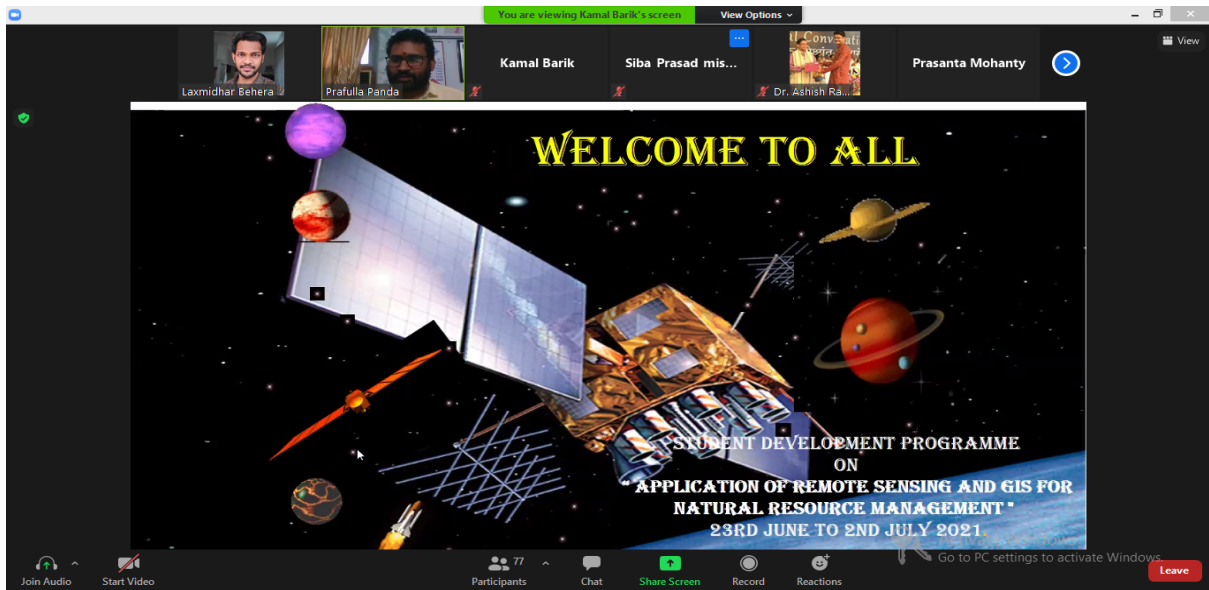 You are viewing Kamal Barik's screen
View Options
View
Laxmidhar Behera
Prafulla Panda
Kamal Barik
Siba Prasad mis...
Dr. Ashish Ra...
Prasanta Mohanty
WELCOME TO ALL
STUDENT DEVELOPMENT PROGRAMME
ON
" APPLICATION OF REMOTE SENSING AND GIS FOR
NATURAL RESOURCE MANAGEMENT "
23RD JUNE TO 2ND JULY 2021.
Go to PC settings to activate Windows.
Join Audio
Start Video
77
Participants
Chat
Share Screen
Record
Reactions
Leave